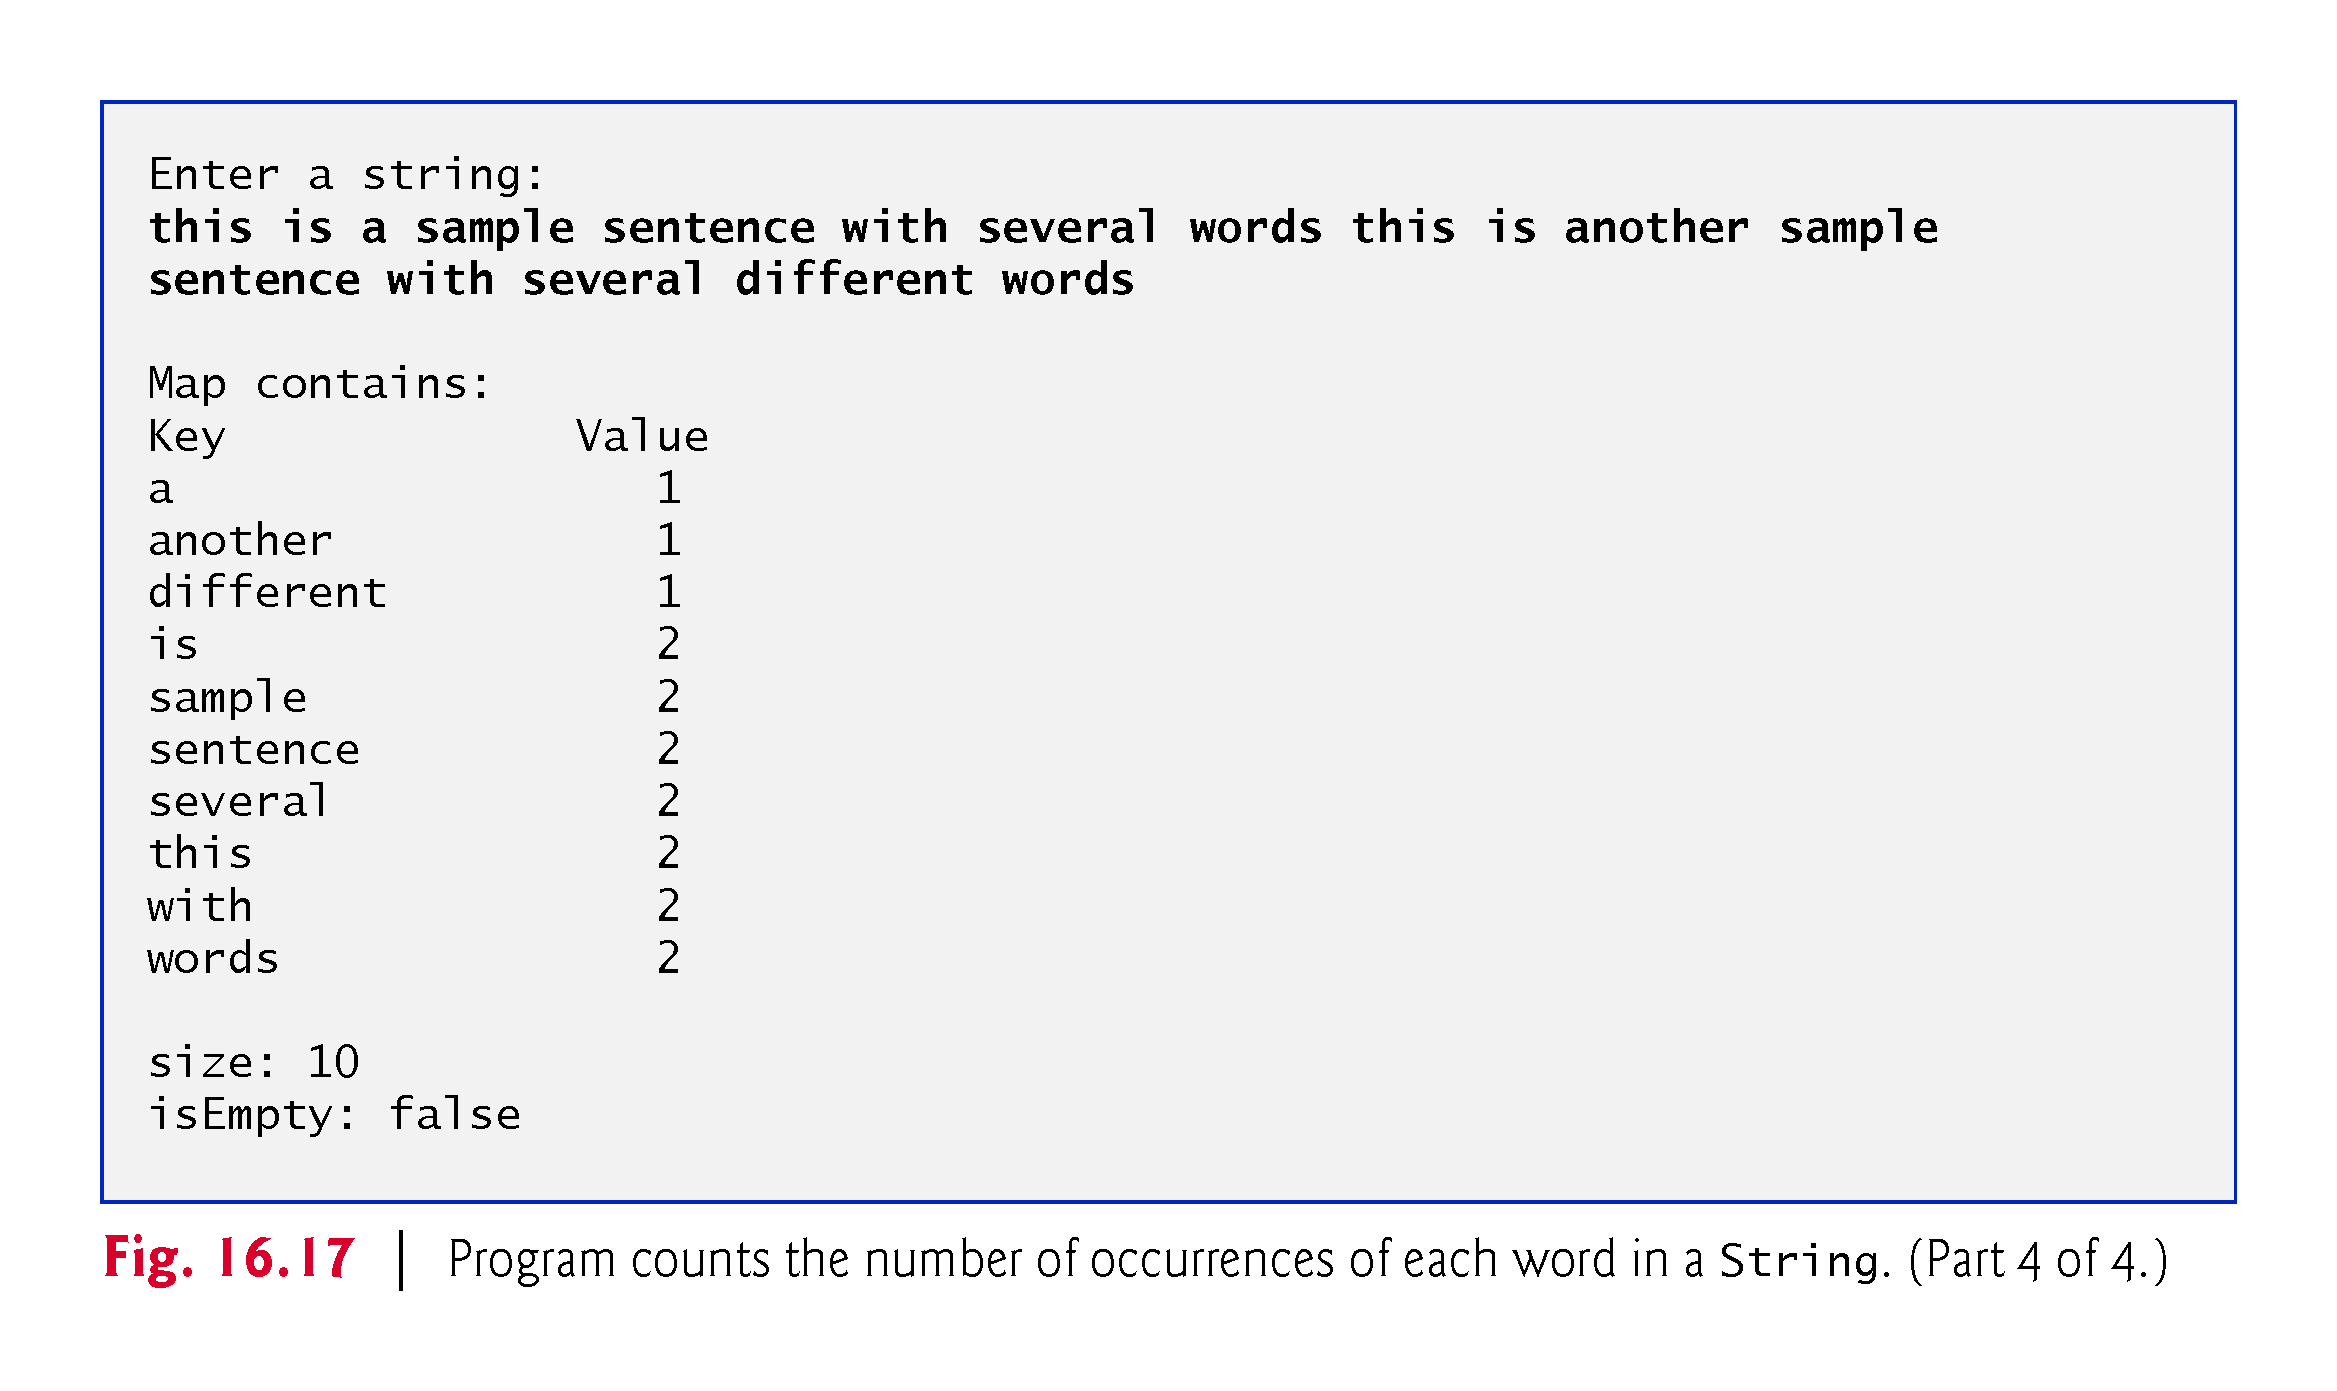 Enter a string:
this is a sample sentence with several words this is another sample
sentence with several different words
Map contains:
Key Value
a 1
another 1
different 1
is 2
sample 2
sentence 2
several 2
this 2
with 2
words 2
size: 10
isEmpty: false
Fig. 16.17 | Program counts the number of occurrences of each word in a String. (Part 4 of 4.)